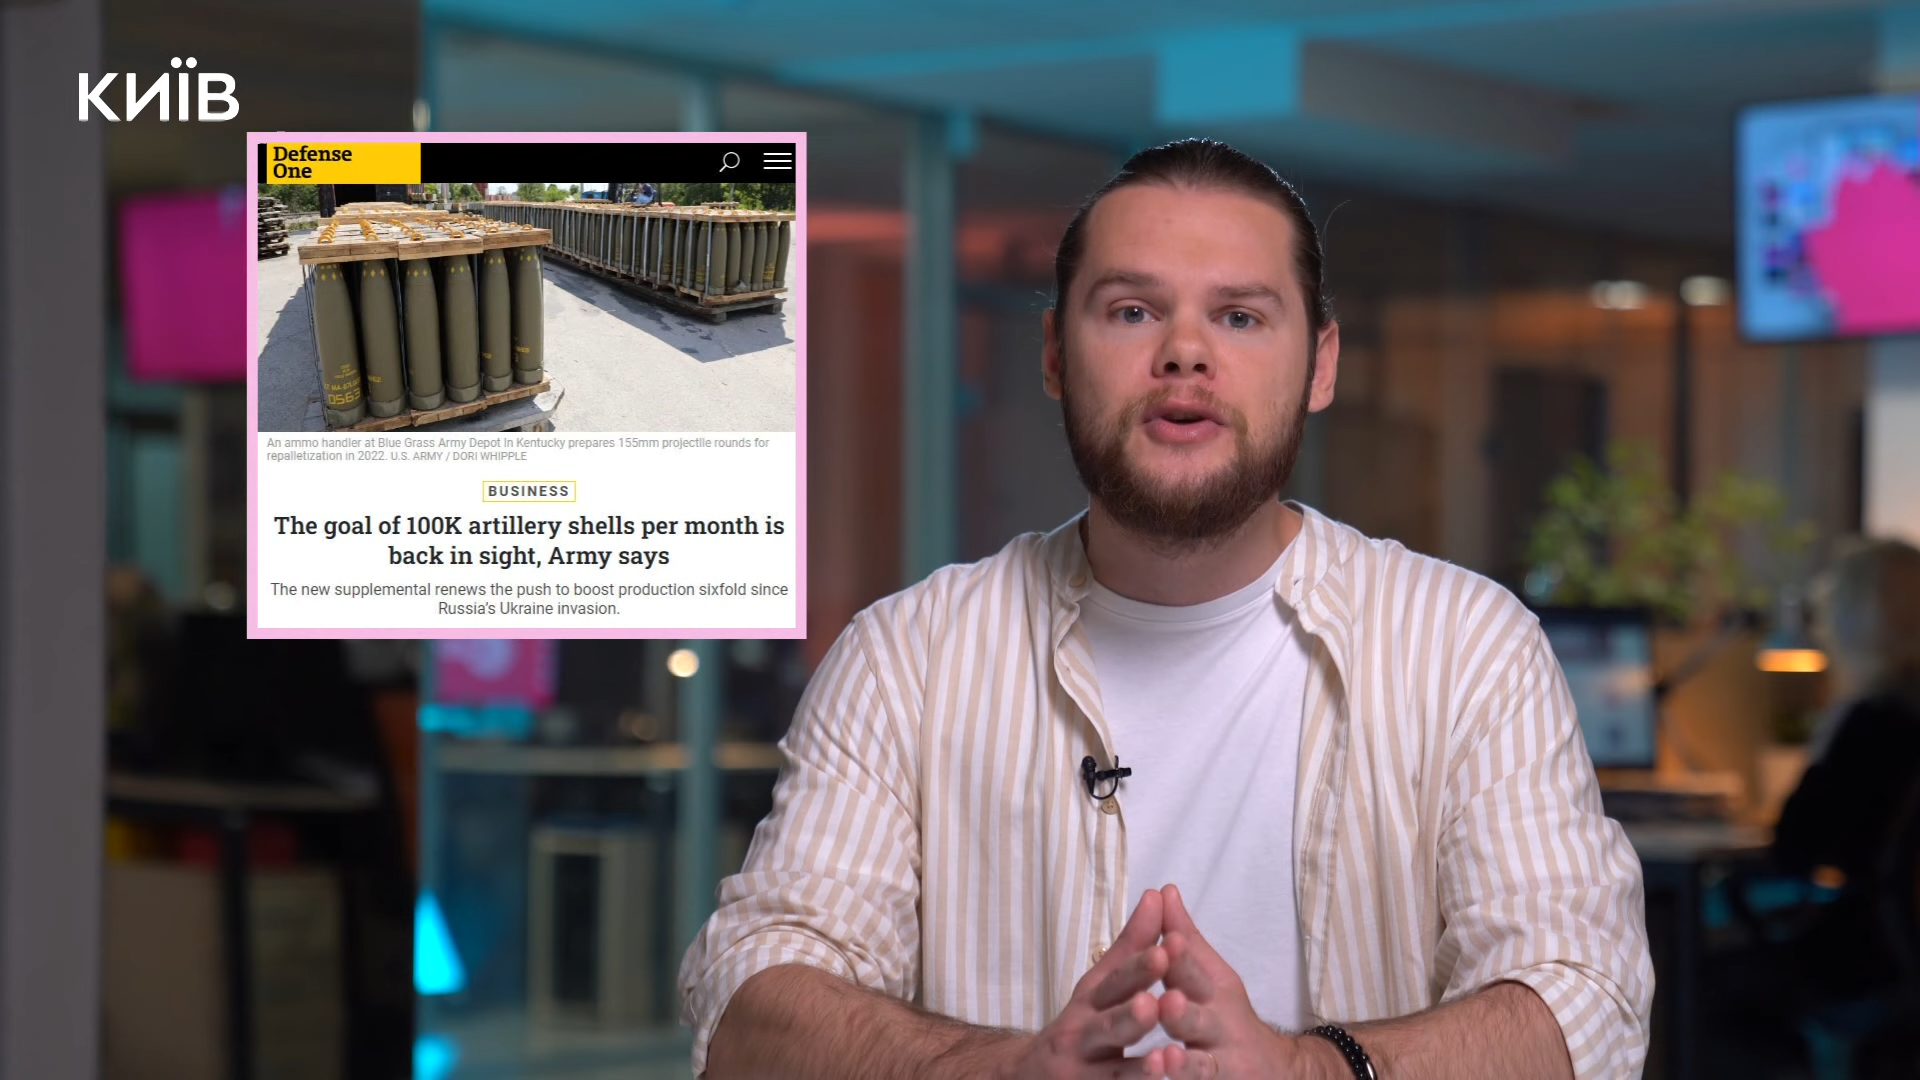 КИЇВ
Defense
One
An ammo handler at Blue Grass Army Depot in Kentucky prepares 155mm projectile rounds for
repalletization in 2022. U.S. ARMY / DORI WHIPPLE
BUSINESS
The goal of 100K artillery shells per month is
back in sight, Army says
The new supplemental renews the push to boost production sixfold since
Russia's Ukraine invasion.